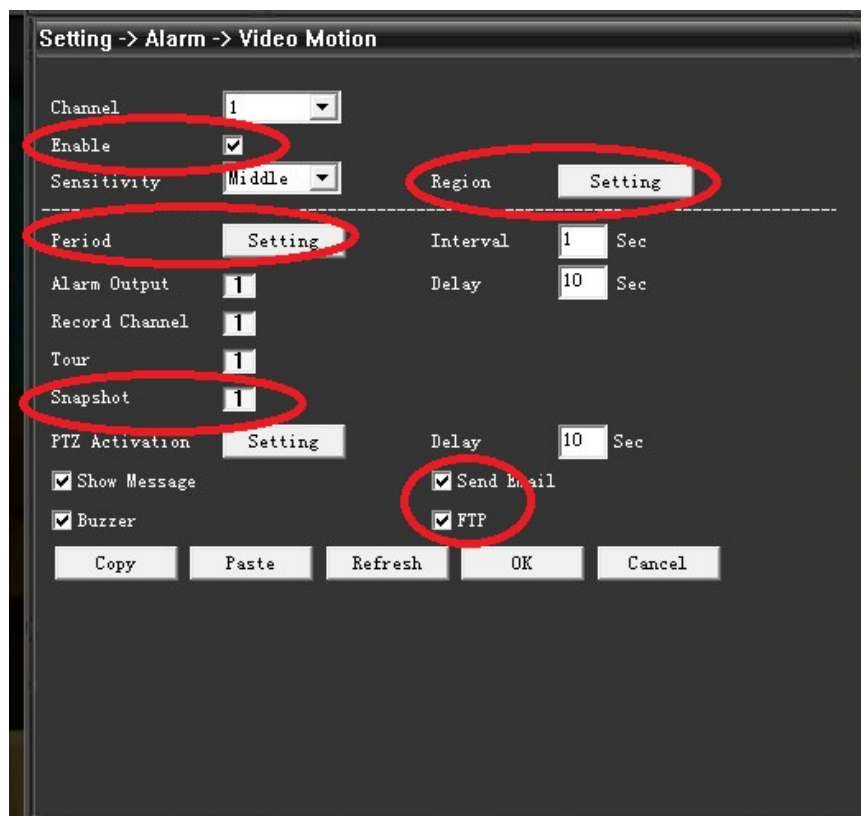 Setting -> Alarm -> Video Motion
Channel 1
Enable
Sensitivity Middle Region Setting
Period Setting Interval 1 Sec
Alarm Output 1 Delay 10 Sec
Record Channel 1
Tour 1
Snapshot 1
PTZ Activation Setting Delay 10 Sec
Show Message Send Email
Buzzer FTP
Copy Paste Refresh OK Cancel